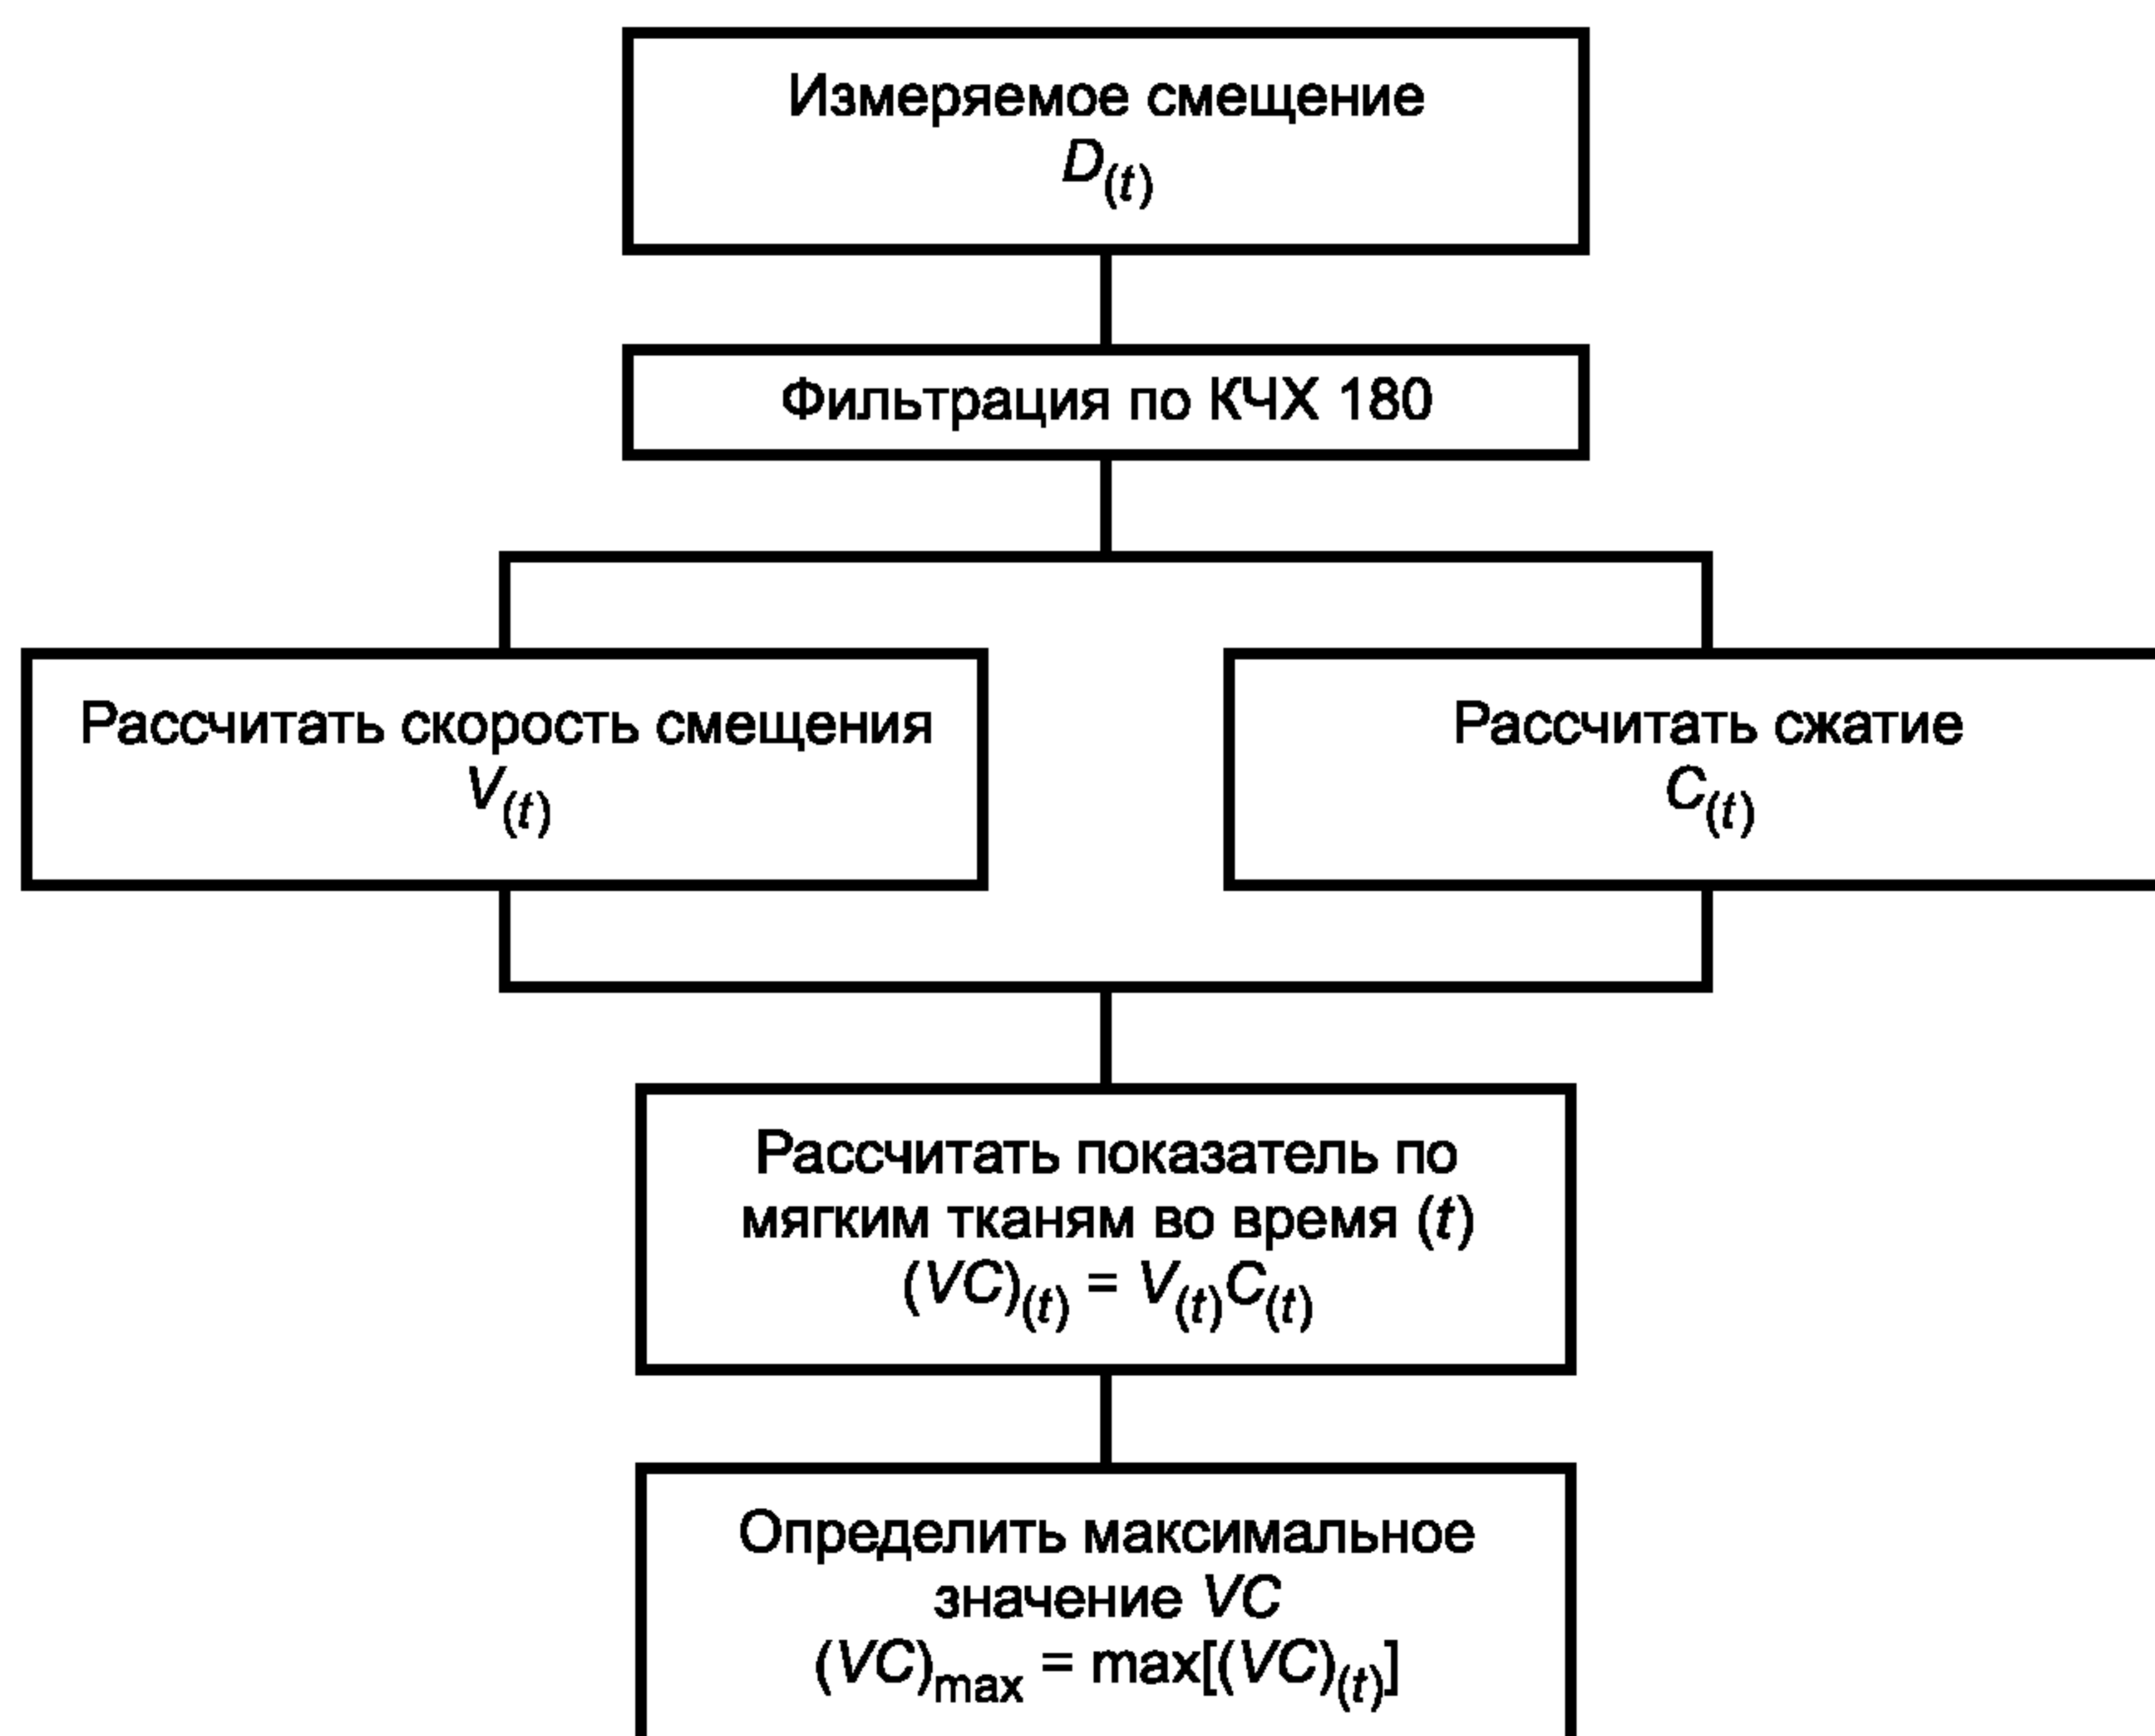 Измеряемое смещение
D(t)
Фильтрация по КЧХ 180
Рассчитать скорость смещения
V(t)
Рассчитать сжатие
C(t)
Рассчитать показатель по
мягким тканям во время (t)
(VC)(t) = V(t)C(t)
Определить максимальное
значение VC
(VC)max = max[(VC)(t)]